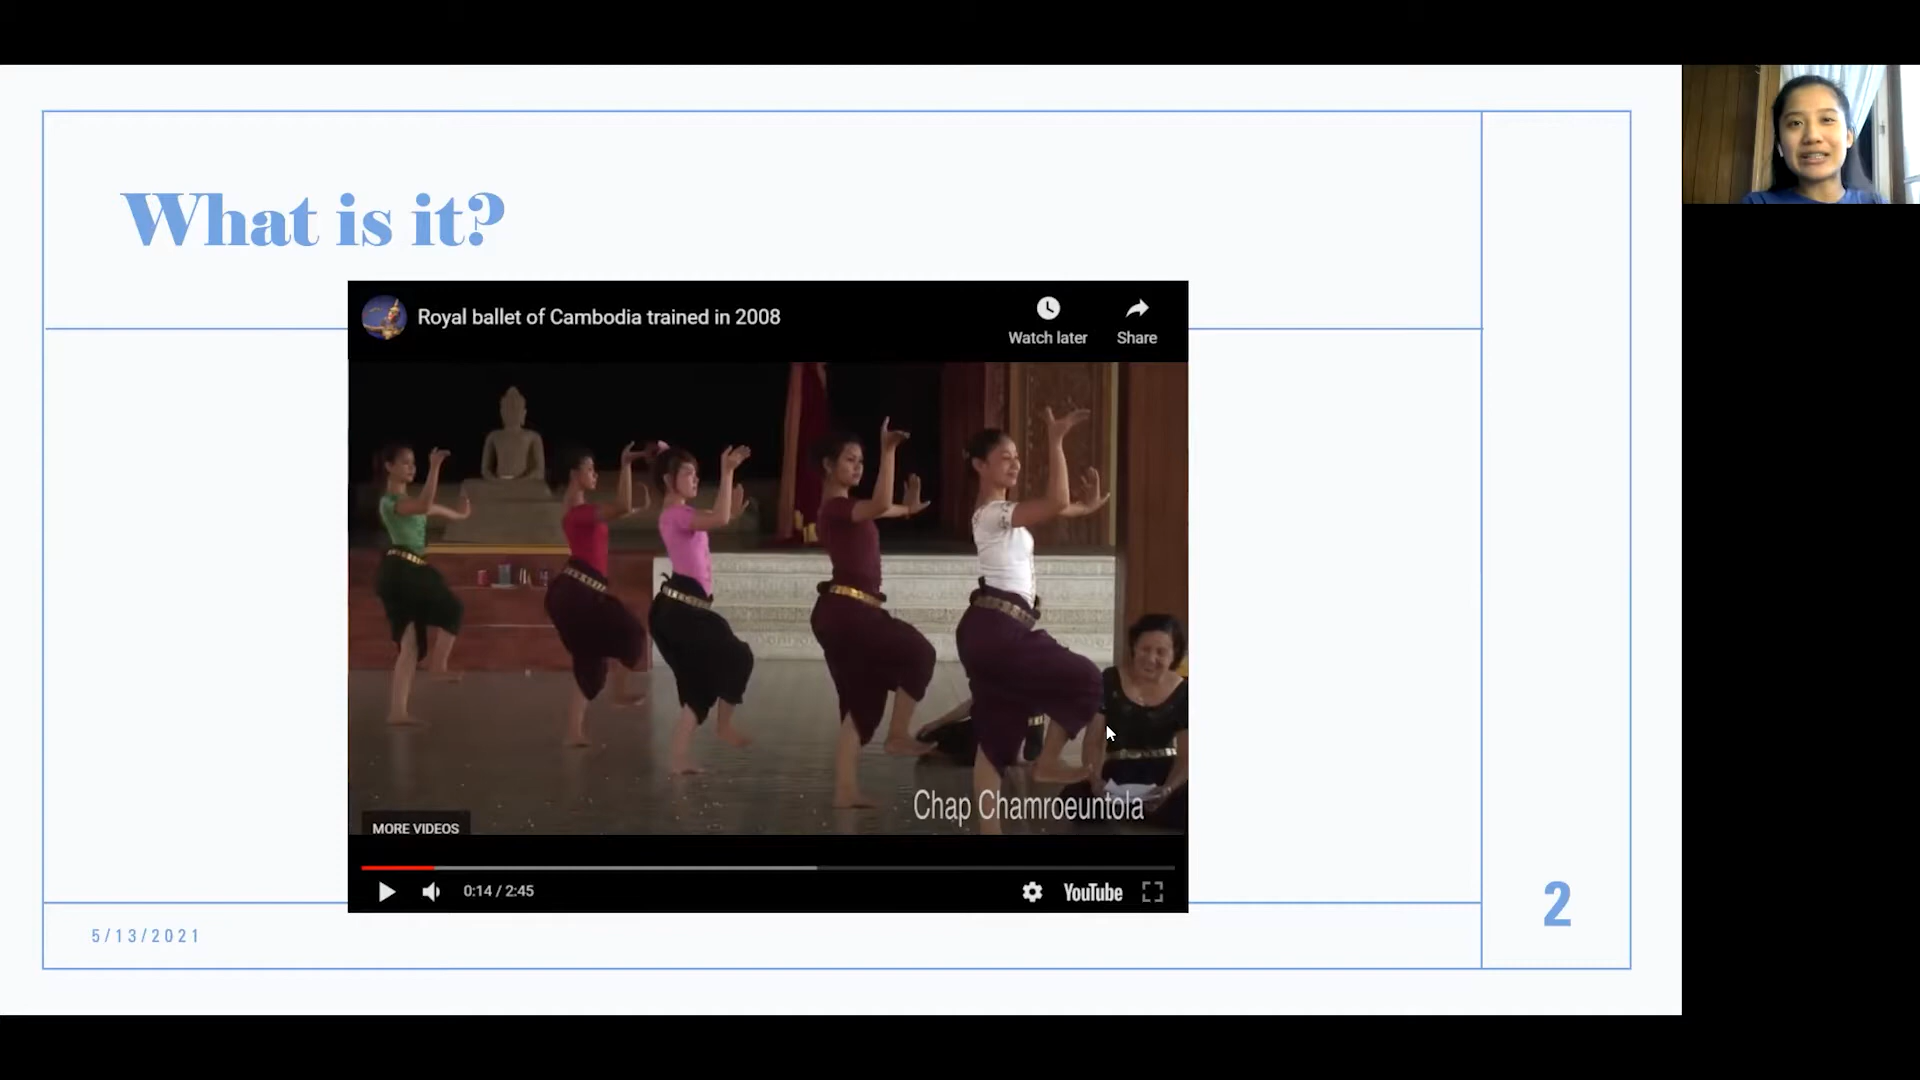 What is it?
Royal ballet of Cambodia trained in 2008
Watch later
Share
Chap Chamroeuntola
MORE VIDEOS
0:14 / 2:45
YouTube
5/13/2021
2